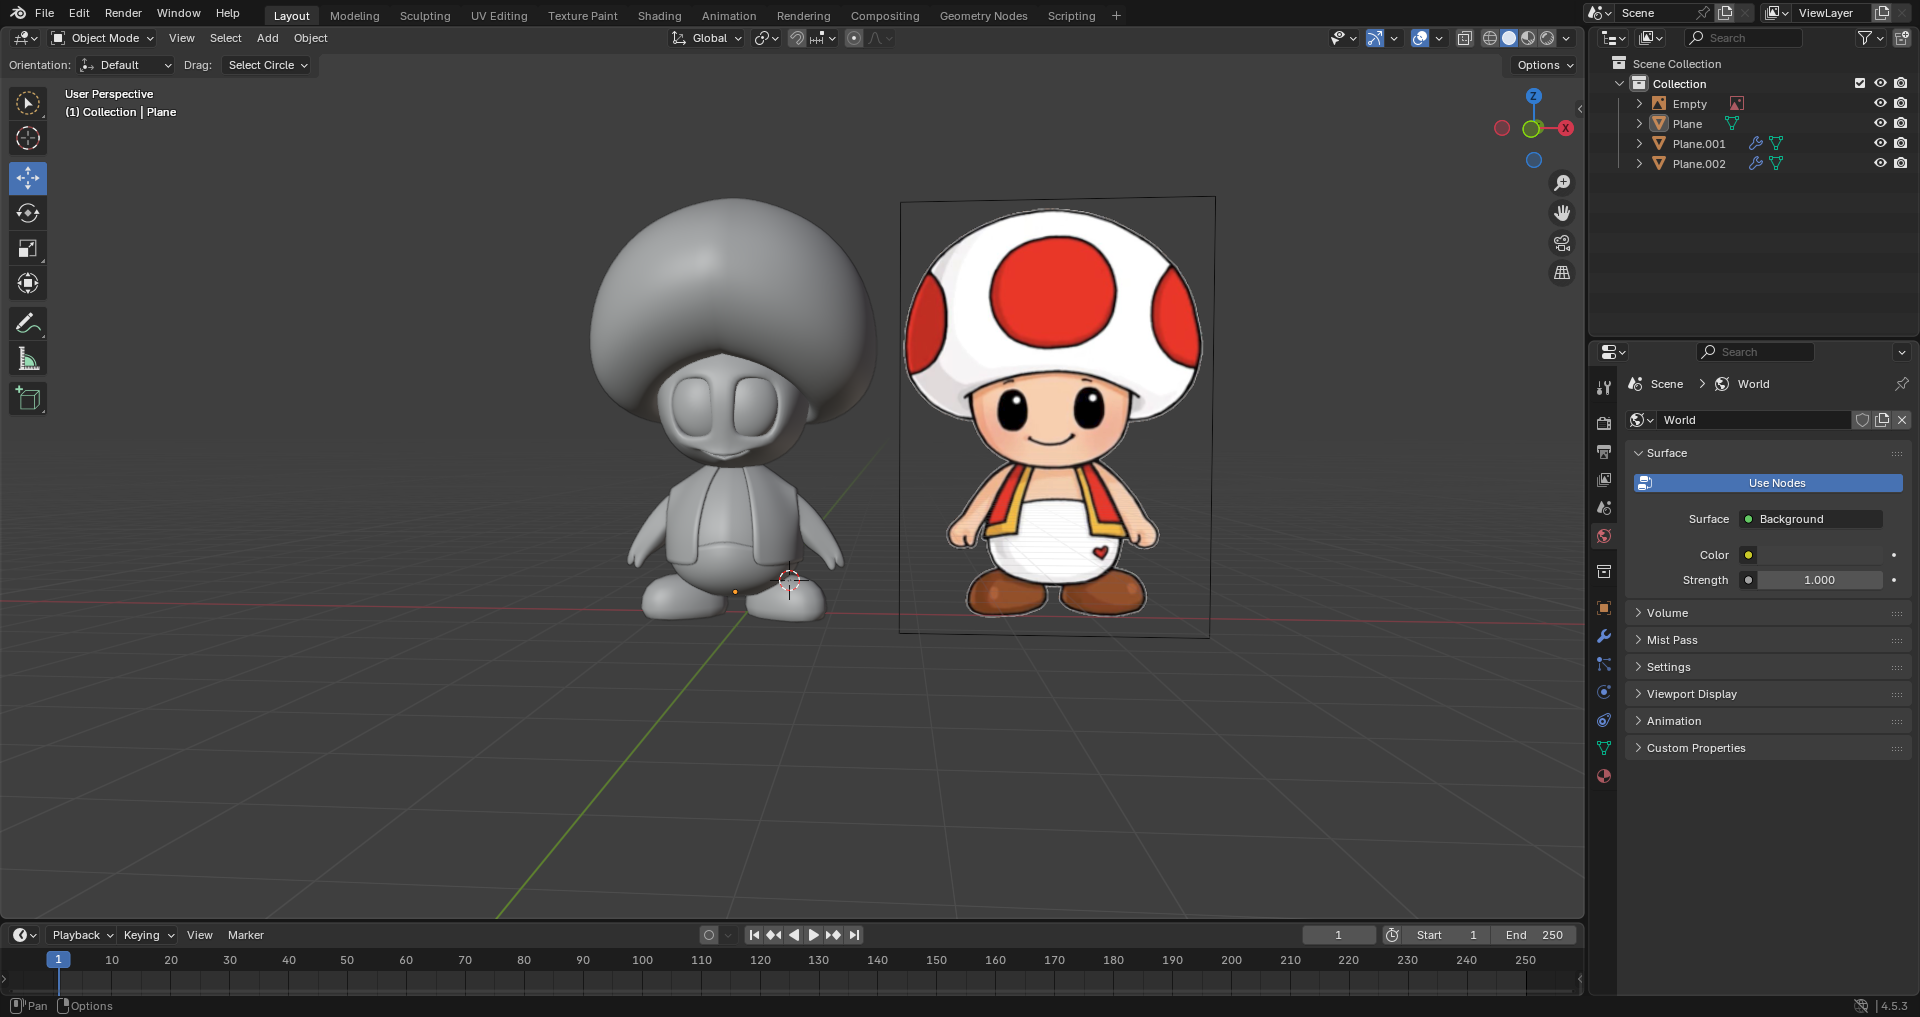 File Edit Render Window Help Layout Modeling Sculpting UV Editing Texture Paint Shading Animation Rendering Compositing Geometry Nodes Scripting + Scene ViewLayer
Object Mode View Select Add Object Global Search
Orientation: Default Drag: Select Circle Options
User Perspective
(1) Collection | Plane
Z
X
Scene Collection
Collection
Empty
Plane
Plane.001
Plane.002
Search
Scene > World
World
Surface
Use Nodes
Surface Background
Color
Strength 1.000
Volume
Mist Pass
Settings
Viewport Display
Animation
Custom Properties
Playback Keying View Marker 1 Start 1 End 250
1 10 20 30 40 50 60 70 80 90 100 110 120 130 140 150 160 170 180 190 200 210 220 230 240 250
Pan Options 4.5.3